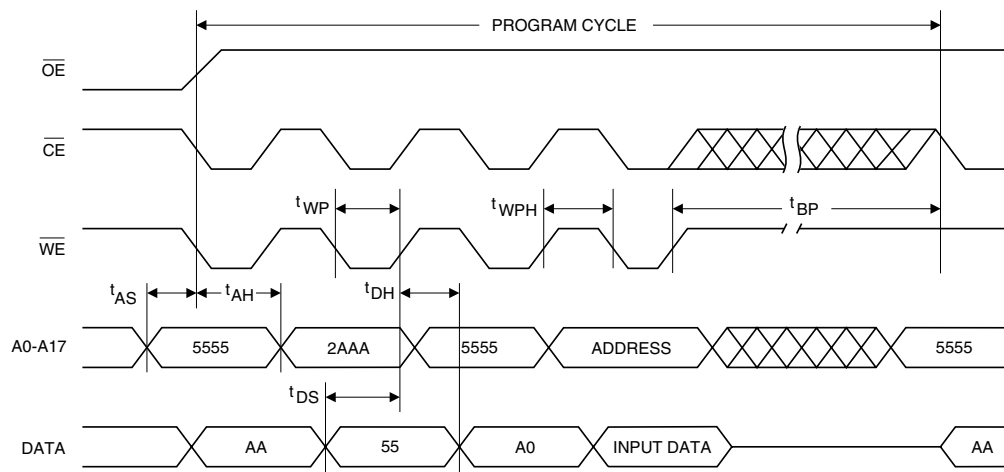 PROGRAM CYCLE
OE
CE
tWP
tWPH
tBP
WE
tAS
tAH
tDH
A0-A17
5555
2AAA
5555
ADDRESS
5555
tDS
DATA
AA
55
A0
INPUT DATA
AA